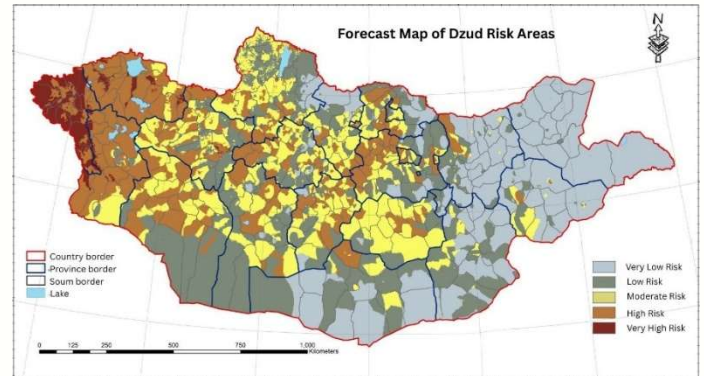 Forecast Map of Dzud Risk Areas
N
Country border
Province border
Soum border
Lake
Very Low Risk
Low Risk
Moderate Risk
High Risk
Very High Risk
0 125 250 500 750 1,000
Kilometers